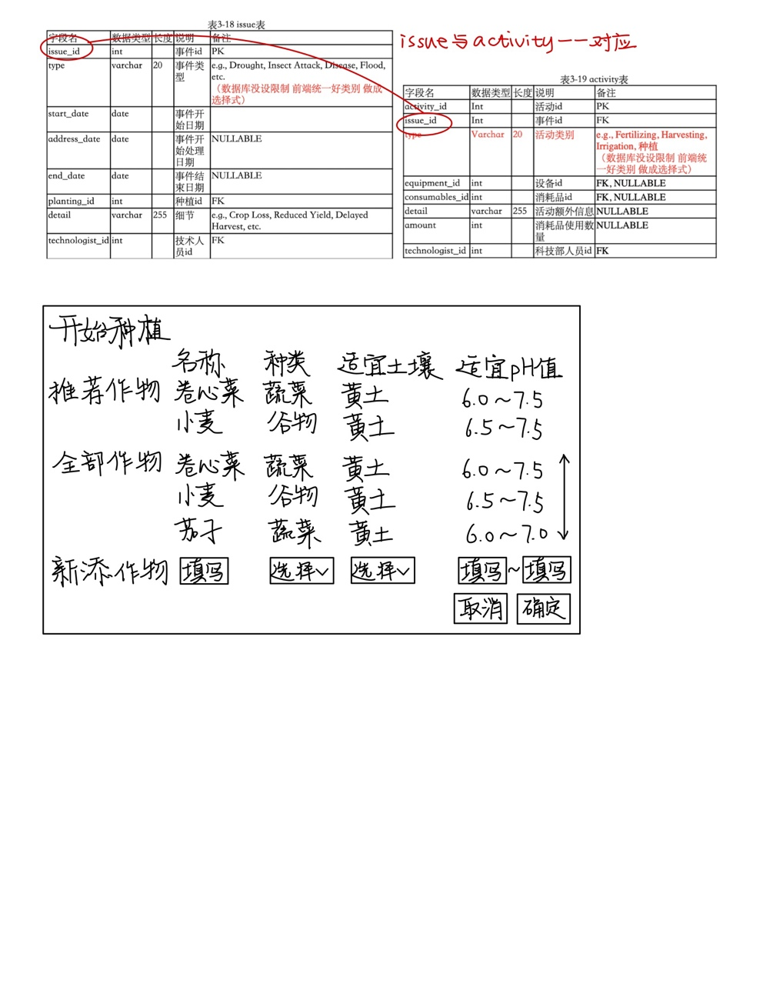 表3-18 issue表
字段名 数据类型 长度 说明 备注
issue_id int 事件id PK
type varchar 20 事件类型 e.g., Drought, Insect Attack, Disease, Flood, etc.
（数据库没设限制 前端统一好类别 做成选择式）
start_date date 事件开始日期
address_date date 事件开始处理日期 NULLABLE
end_date date 事件结束日期 NULLABLE
planting_id int 种植id FK
detail varchar 255 细节 e.g., Crop Loss, Reduced Yield, Delayed Harvest, etc.
technologist_id int 技术人员id FK
issue与activity一一对应
表3-19 activity表
字段名 数据类型 长度 说明 备注
activity_id Int 活动id PK
issue_id Int 事件id FK
type Varchar 20 活动类别 e.g., Fertilizing, Harvesting, Irrigation, 种植
（数据库没设限制 前端统一好类别 做成选择式）
equipment_id int 设备id FK, NULLABLE
consumables_id int 消耗品id FK, NULLABLE
detail varchar 255 活动额外信息 NULLABLE
amount int 消耗品使用数量 NULLABLE
technologist_id int 科技部人员id FK
开始种植
名称 种类 适宜土壤 适宜pH值
推荐作物 卷心菜 蔬菜 黄土 6.0~7.5
小麦 谷物 黄土 6.5~7.5
全部作物 卷心菜 蔬菜 黄土 6.0~7.5
小麦 谷物 黄土 6.5~7.5
茄子 蔬菜 黄土 6.0~7.0
新添作物 填写 选择 选择 填写~填写
取消 确定